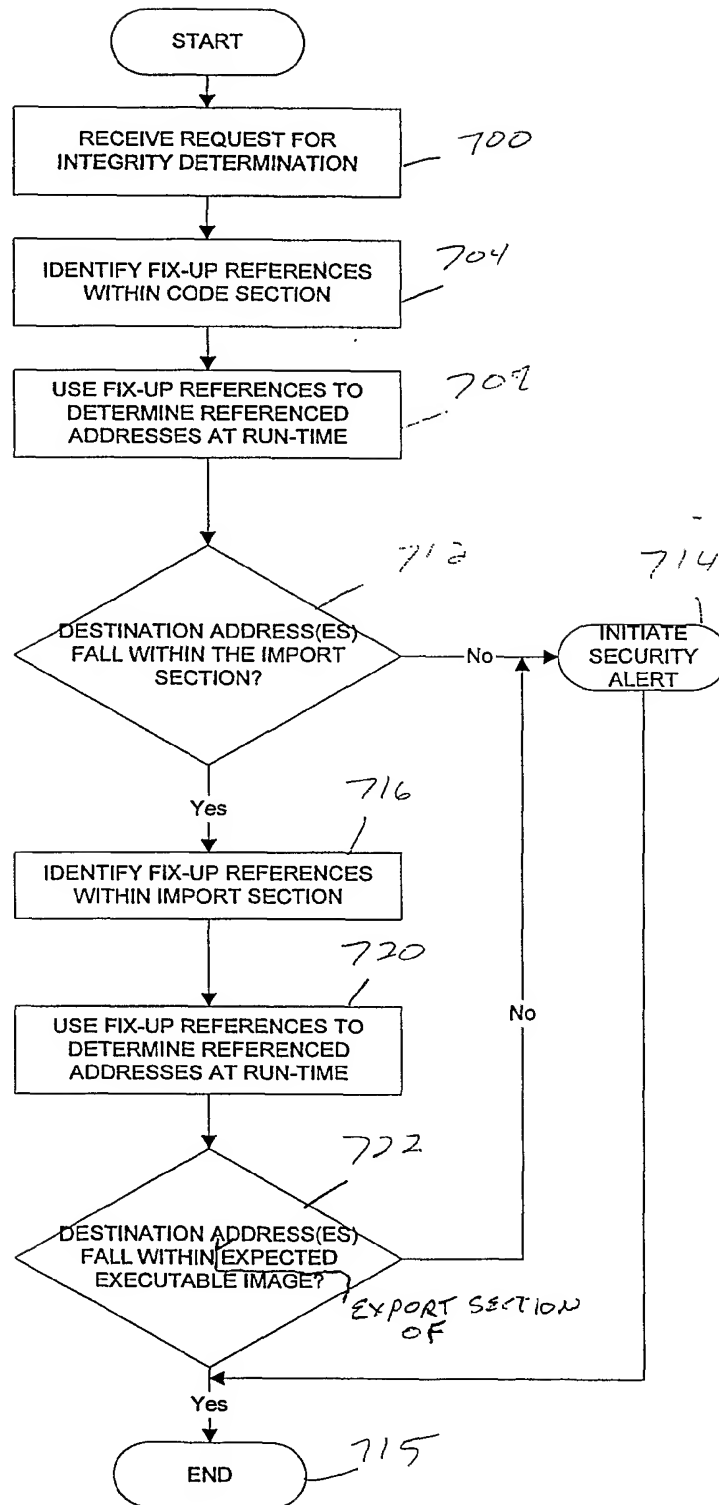 START
RECEIVE REQUEST FOR
INTEGRITY DETERMINATION
700
IDENTIFY FIX-UP REFERENCES
WITHIN CODE SECTION
704
USE FIX-UP REFERENCES TO
DETERMINE REFERENCED
ADDRESSES AT RUN-TIME
DESTINATION ADDRESS(ES)
FALL WITHIN THE IMPORT
SECTION?
712
No
INITIATE
SECURITY
ALERT
714
Yes
716
IDENTIFY FIX-UP REFERENCES
WITHIN IMPORT SECTION
720
USE FIX-UP REFERENCES TO
DETERMINE REFERENCED
ADDRESSES AT RUN-TIME
No
722
DESTINATION ADDRESS(ES)
FALL WITHIN EXPECTED
EXECUTABLE IMAGE?
EXPORT SECTION
OF
Yes
END
715